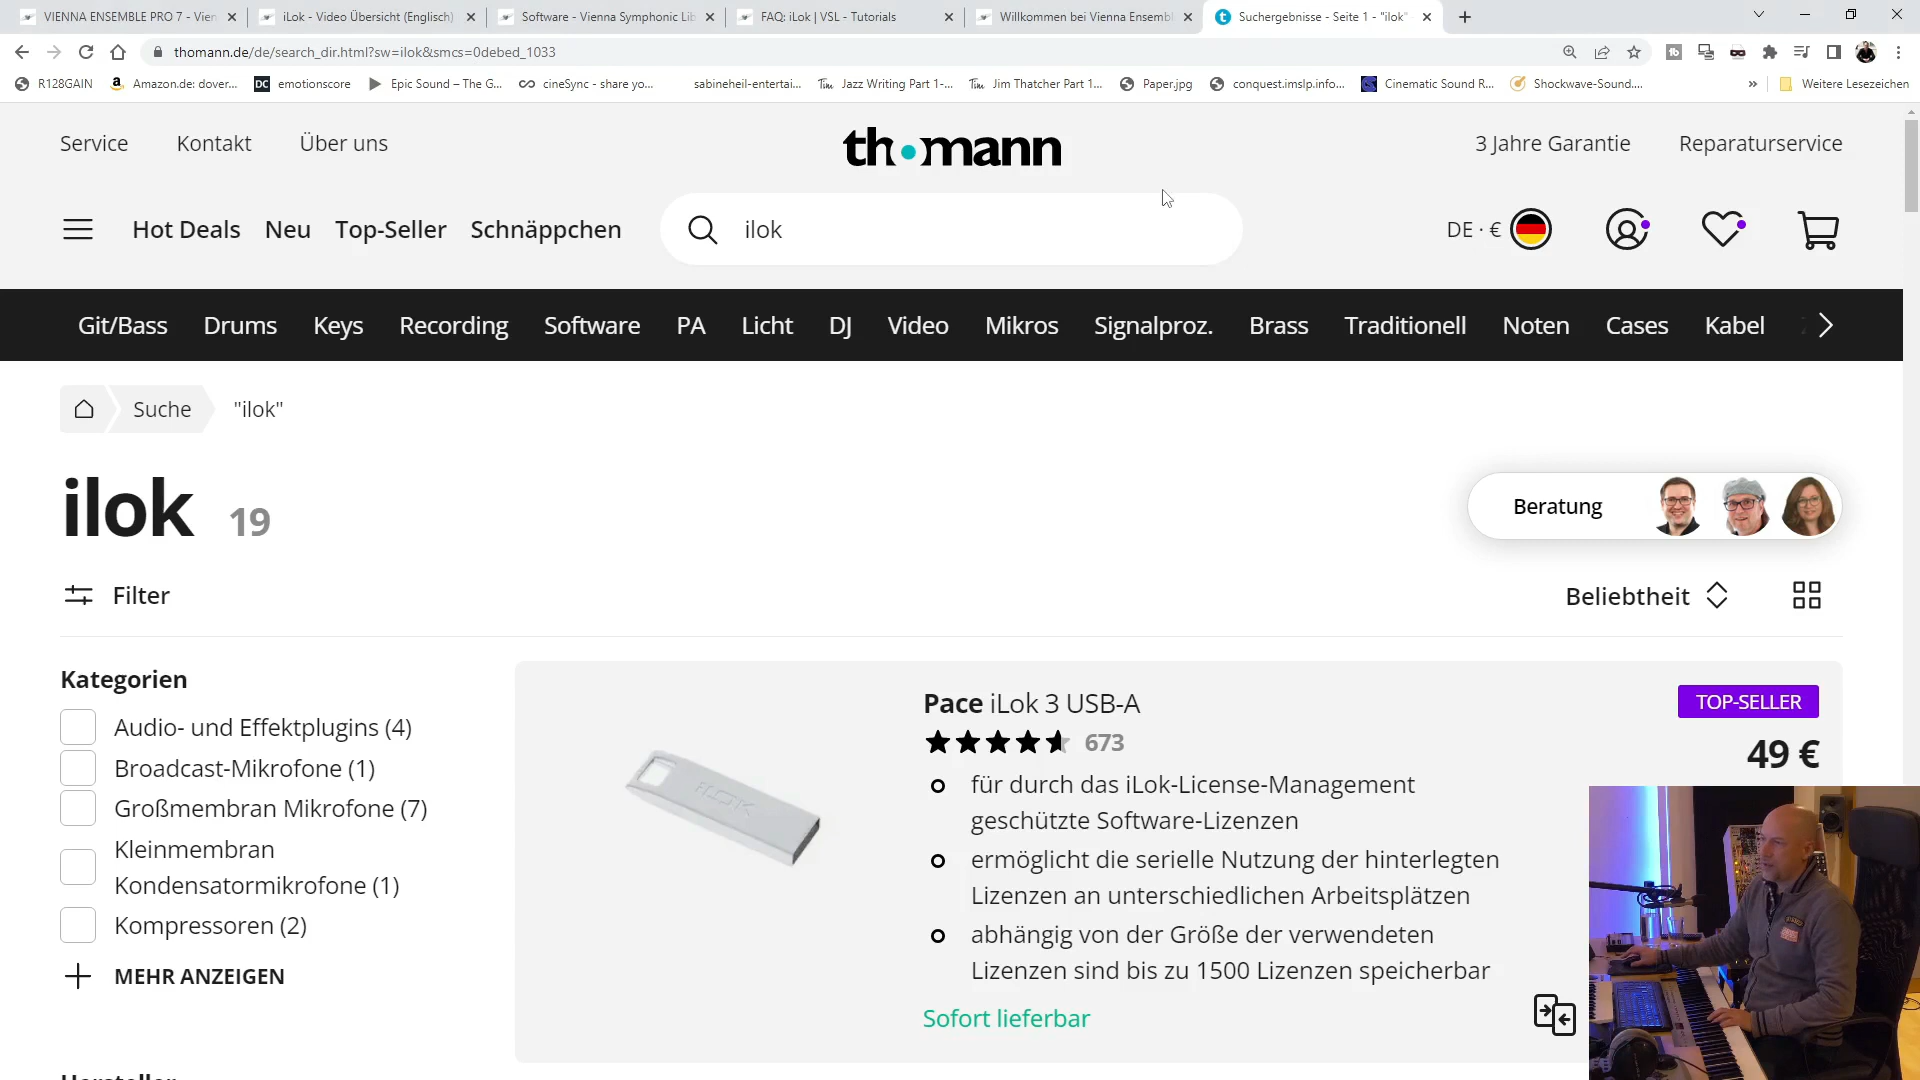 VIENNA ENSEMBLE PRO 7 - Vien
iLok - Video Übersicht (Englisch)
Software - Vienna Symphonic Lib
FAQ: iLok | VSL - Tutorials
Willkommen bei Vienna Ensembl
Suchergebnisse - Seite 1 - "ilok"
thomann.de/de/search_dir.html?sw=ilok&smcs=0debed_1033
R128GAIN
Amazon.de: dover...
DC emotionscore
Epic Sound – The G...
cineSync - share yo...
sabineheil-entertai...
Tim Jazz Writing Part 1-...
Tim Jim Thatcher Part 1...
Paper.jpg
conquest.imslp.info...
Cinematic Sound R...
Shockwave-Sound....
» Weitere Lesezeichen
Service Kontakt Über uns
thomann
3 Jahre Garantie Reparaturservice
Hot Deals Neu Top-Seller Schnäppchen
ilok
DE · €
Git/Bass Drums Keys Recording Software PA Licht DJ Video Mikros Signalproz. Brass Traditionell Noten Cases Kabel
Suche "ilok"
ilok 19
Beratung
Filter
Beliebtheit
Kategorien
Audio- und Effektplugins (4)
Broadcast-Mikrofone (1)
Großmembran Mikrofone (7)
Kleinmembran
Kondensatormikrofone (1)
Kompressoren (2)
MEHR ANZEIGEN
iLOK
Pace iLok 3 USB-A
673
für durch das iLok-License-Management
geschützte Software-Lizenzen
ermöglicht die serielle Nutzung der hinterlegten
Lizenzen an unterschiedlichen Arbeitsplätzen
abhängig von der Größe der verwendeten
Lizenzen sind bis zu 1500 Lizenzen speicherbar
Sofort lieferbar
TOP-SELLER
49 €